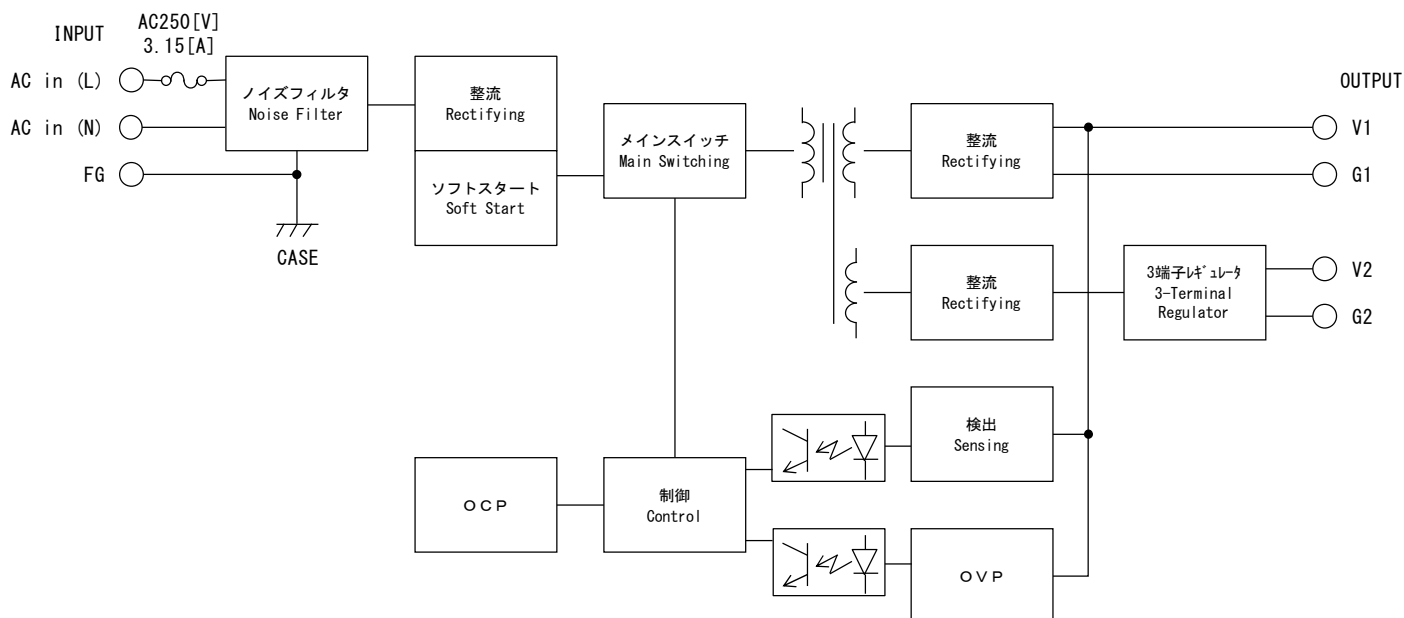 INPUT
AC250[V]
3.15[A]
AC in (L)
AC in (N)
FG
CASE
ノイズフィルタ
Noise Filter
整流
Rectifying
ソフトスタート
Soft Start
メインスイッチ
Main Switching
整流
Rectifying
OUTPUT
V1
G1
整流
Rectifying
3端子ﾚｷﾞｭﾚｰﾀ
3-Terminal
Regulator
V2
G2
検出
Sensing
ＯＣＰ
制御
Control
ＯＶＰ